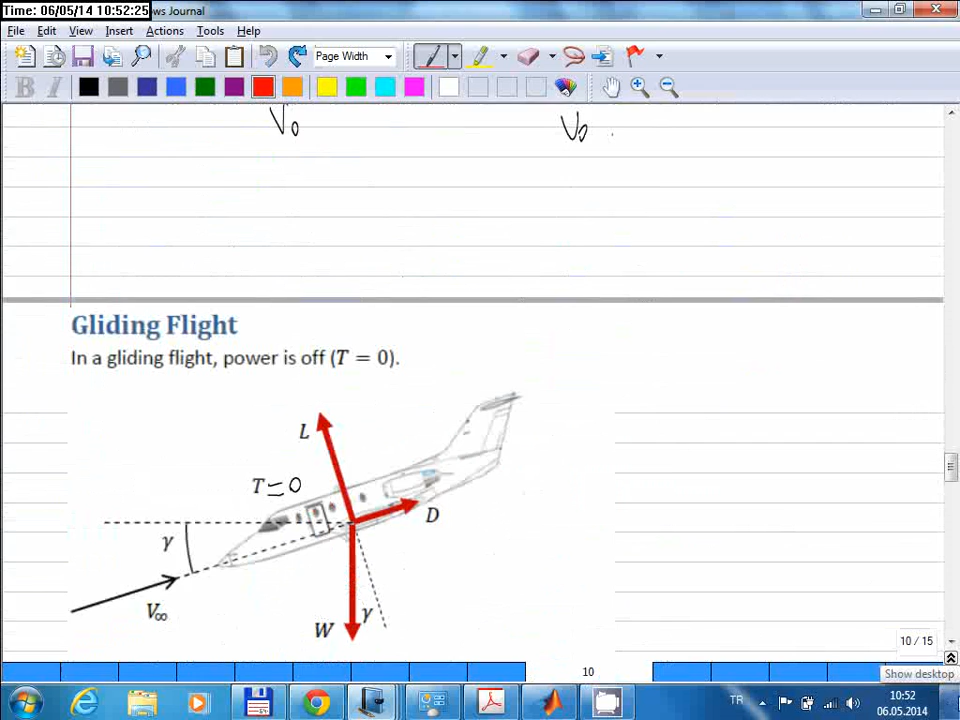 Time: 06/05/14 10:52:25
ws Journal
File Edit View Insert Actions Tools Help
Page Width
B I
V₀ V₀
Gliding Flight
In a gliding flight, power is off (T = 0).
L
T = 0
D
γ
V∞
W γ
10 / 15
10
Show desktop
TR 10:52
06.05.2014